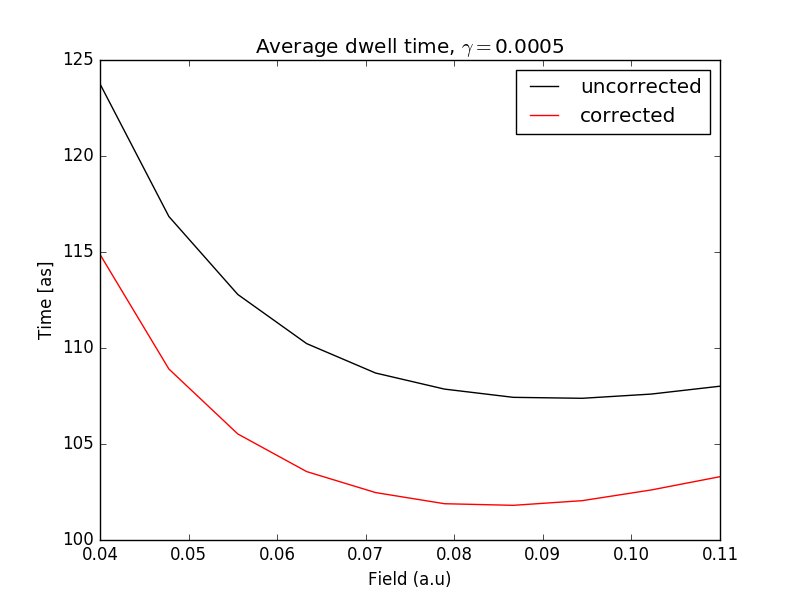 Average dwell time, γ = 0.0005
uncorrected
corrected
125
120
115
110
105
100
Time [as]
0.04 0.05 0.06 0.07 0.08 0.09 0.10 0.11
Field (a.u)